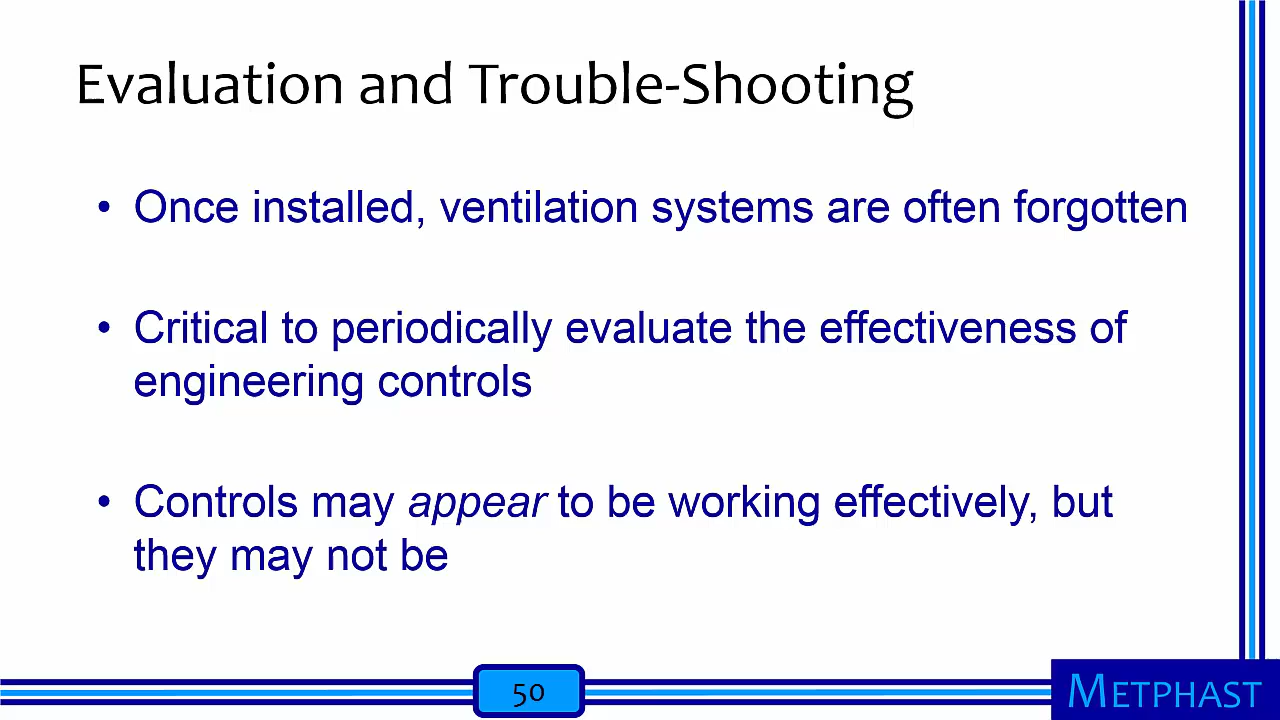 Evaluation and Trouble-Shooting
• Once installed, ventilation systems are often forgotten
• Critical to periodically evaluate the effectiveness of
engineering controls
• Controls may appear to be working effectively, but
they may not be
50
METPHAST